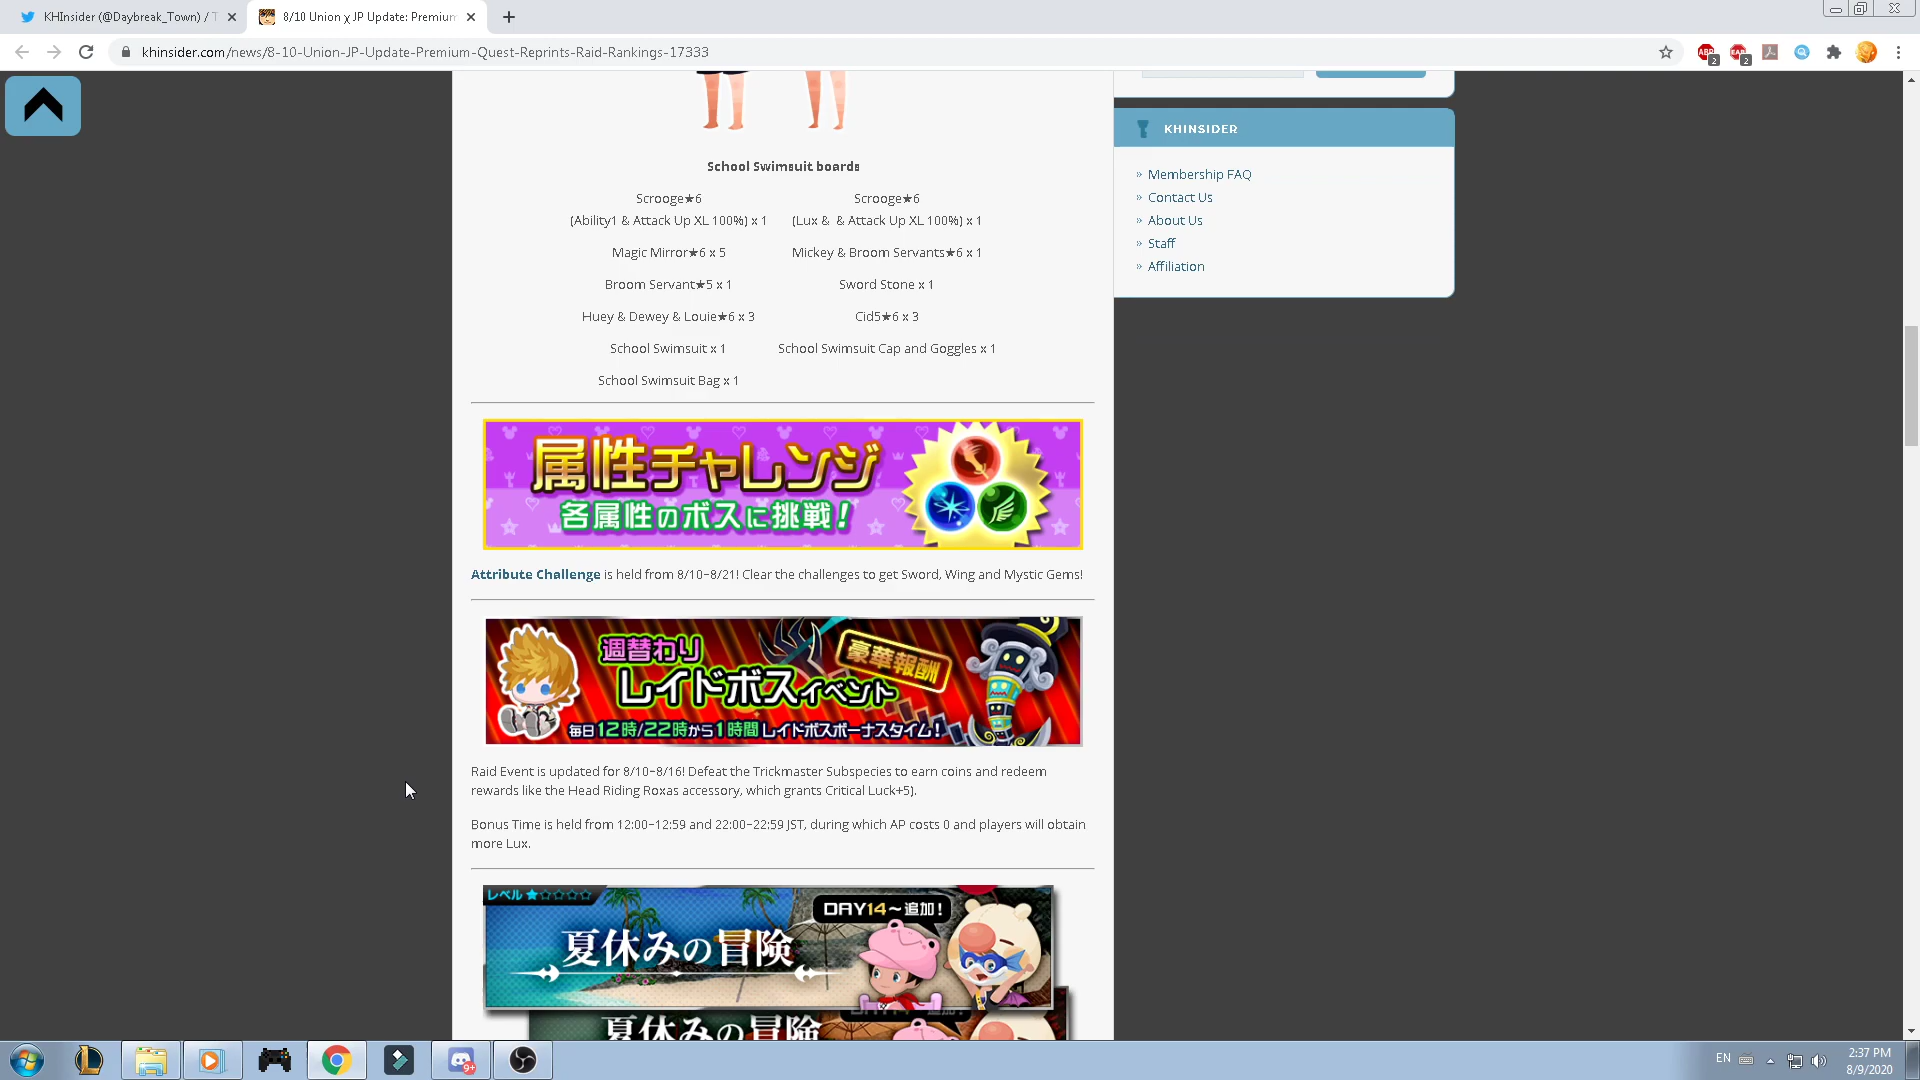 KHInsider (@Daybreak_Town) / T
8/10 Union χ JP Update: Premium
khinsider.com/news/8-10-Union-JP-Update-Premium-Quest-Reprints-Raid-Rankings-17333
ABP
2
2
KHINSIDER
» Membership FAQ
» Contact Us
» About Us
» Staff
» Affiliation
School Swimsuit boards
Scrooge★6 Scrooge★6
(Ability1 & Attack Up XL 100%) x 1 (Lux & & Attack Up XL 100%) x 1
Magic Mirror★6 x 5 Mickey & Broom Servants★6 x 1
Broom Servant★5 x 1 Sword Stone x 1
Huey & Dewey & Louie★6 x 3 Cid5★6 x 3
School Swimsuit x 1 School Swimsuit Cap and Goggles x 1
School Swimsuit Bag x 1
属性チャレンジ
各属性のボスに挑戦!
Attribute Challenge is held from 8/10–8/21! Clear the challenges to get Sword, Wing and Mystic Gems!
週替わり
豪華報酬
レイドボスイベント
毎日12時/22時から1時間レイドボスボーナスタイム!
Raid Event is updated for 8/10–8/16! Defeat the Trickmaster Subspecies to earn coins and redeem
rewards like the Head Riding Roxas accessory, which grants Critical Luck+5).
Bonus Time is held from 12:00–12:59 and 22:00–22:59 JST, during which AP costs 0 and players will obtain
more Lux.
レベル★☆☆☆☆☆
DAY14～追加!
夏休みの冒険
DAY14～追加!
夏休みの冒険
9+
EN
2:37 PM
8/9/2020